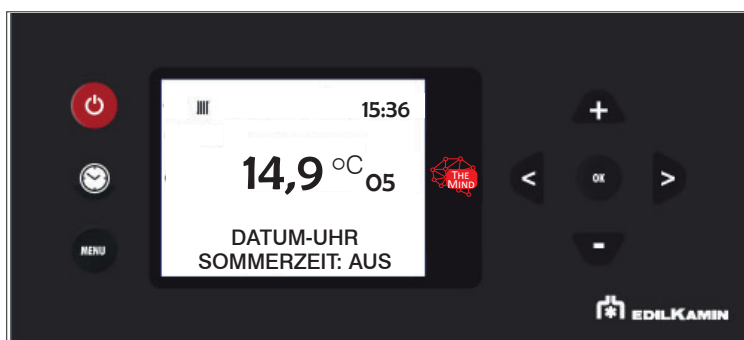 15:36
14,9 °C 05
THE
MIND
< OK >
+
-
MENU
DATUM-UHR
SOMMERZEIT: AUS
EDILKAMIN